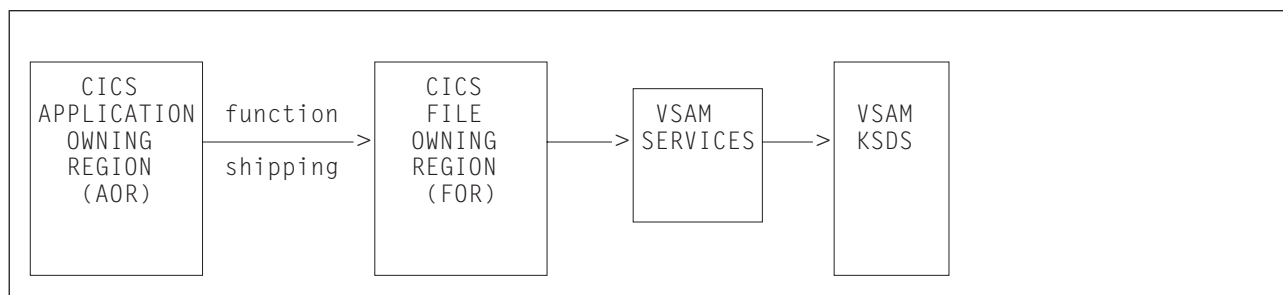 CICS
APPLICATION
OWNING
REGION
(AOR)
function
shipping
CICS
FILE
OWNING
REGION
(FOR)
VSAM
SERVICES
VSAM
KSDS